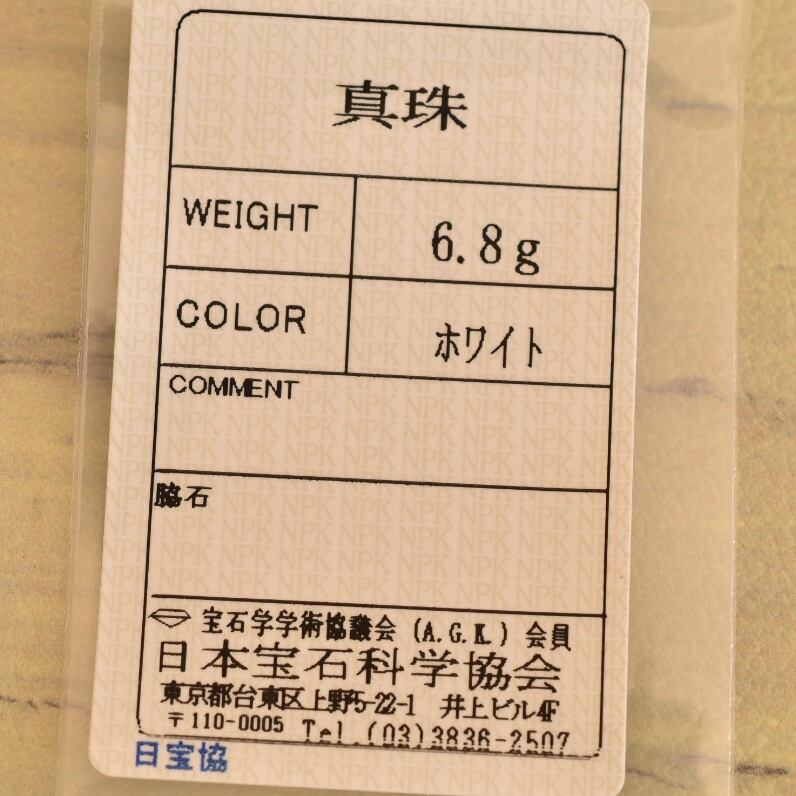 真珠
WEIGHT 6.8g
COLOR ホワイト
COMMENT
脇石
宝石学学術協議会 (A.G.K.) 会員
日本宝石科学協会
東京都台東区上野5-22-1 井上ビル4F
〒110-0005 Tel.(03)3836-2507
日宝協